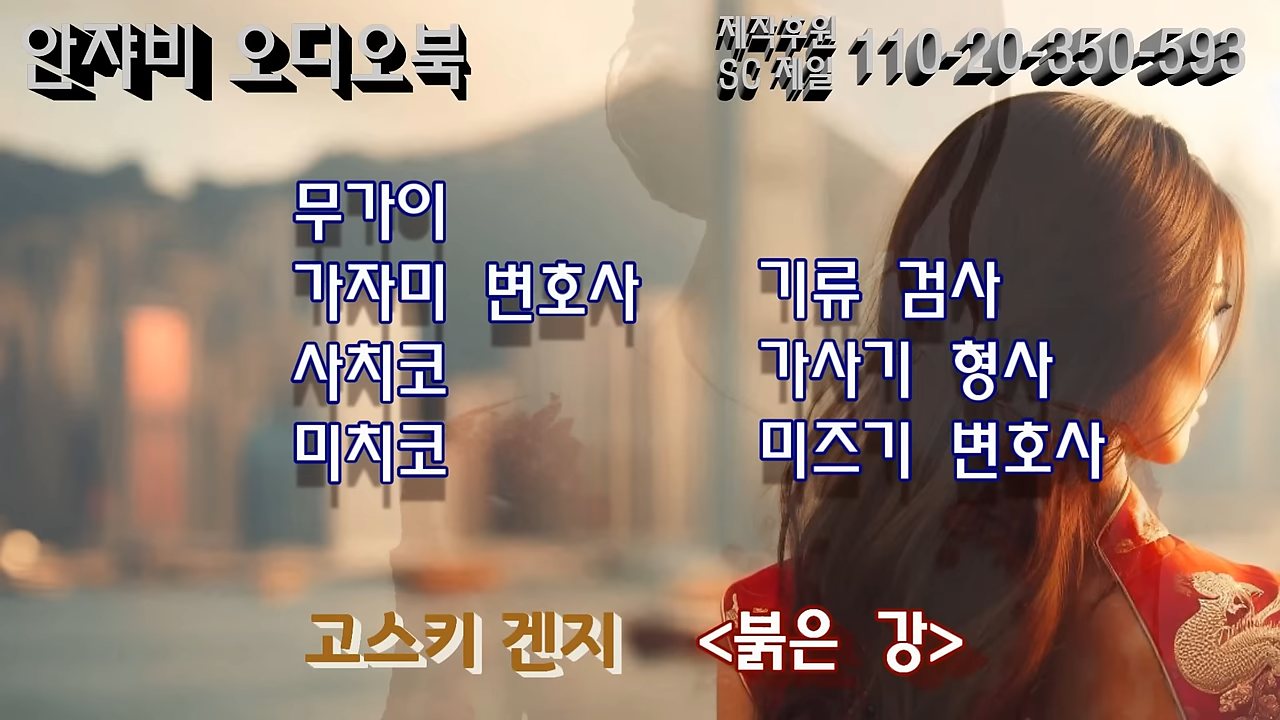 안쟈비 오디오북
제작후원
SC 제일
110-20-350-593
무가이
가자미 변호사
사치코
미치코
기류 검사
가사기 형사
미즈기 변호사
고스키 겐지
<붉은 강>